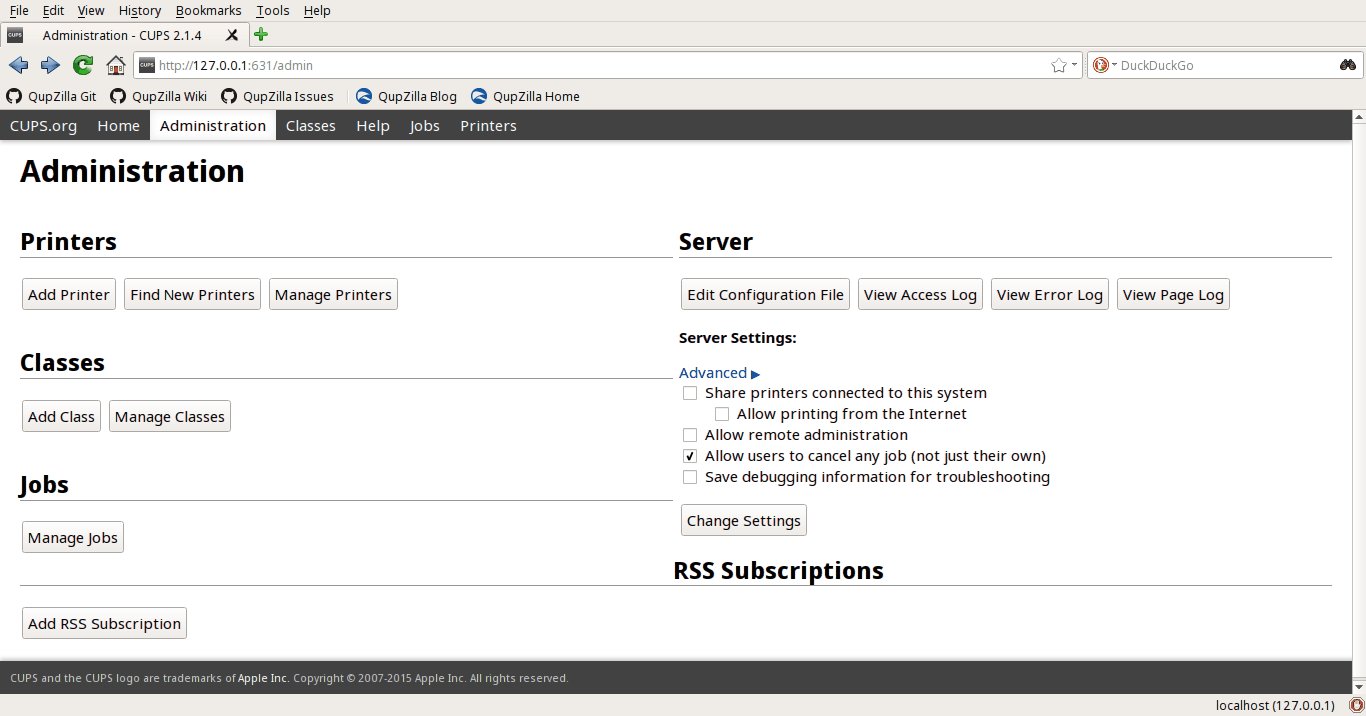 File Edit View History Bookmarks Tools Help
CUPS Administration - CUPS 2.1.4
CUPS http://127.0.0.1:631/admin DuckDuckGo
QupZilla Git QupZilla Wiki QupZilla Issues QupZilla Blog QupZilla Home
CUPS.org Home Administration Classes Help Jobs Printers
Administration
Printers
Add Printer Find New Printers Manage Printers
Classes
Add Class Manage Classes
Jobs
Manage Jobs
Server
Edit Configuration File View Access Log View Error Log View Page Log
Server Settings:
Advanced ▶
Share printers connected to this system
Allow printing from the Internet
Allow remote administration
Allow users to cancel any job (not just their own)
Save debugging information for troubleshooting
Change Settings
RSS Subscriptions
Add RSS Subscription
CUPS and the CUPS logo are trademarks of Apple Inc. Copyright © 2007-2015 Apple Inc. All rights reserved.
localhost (127.0.0.1)